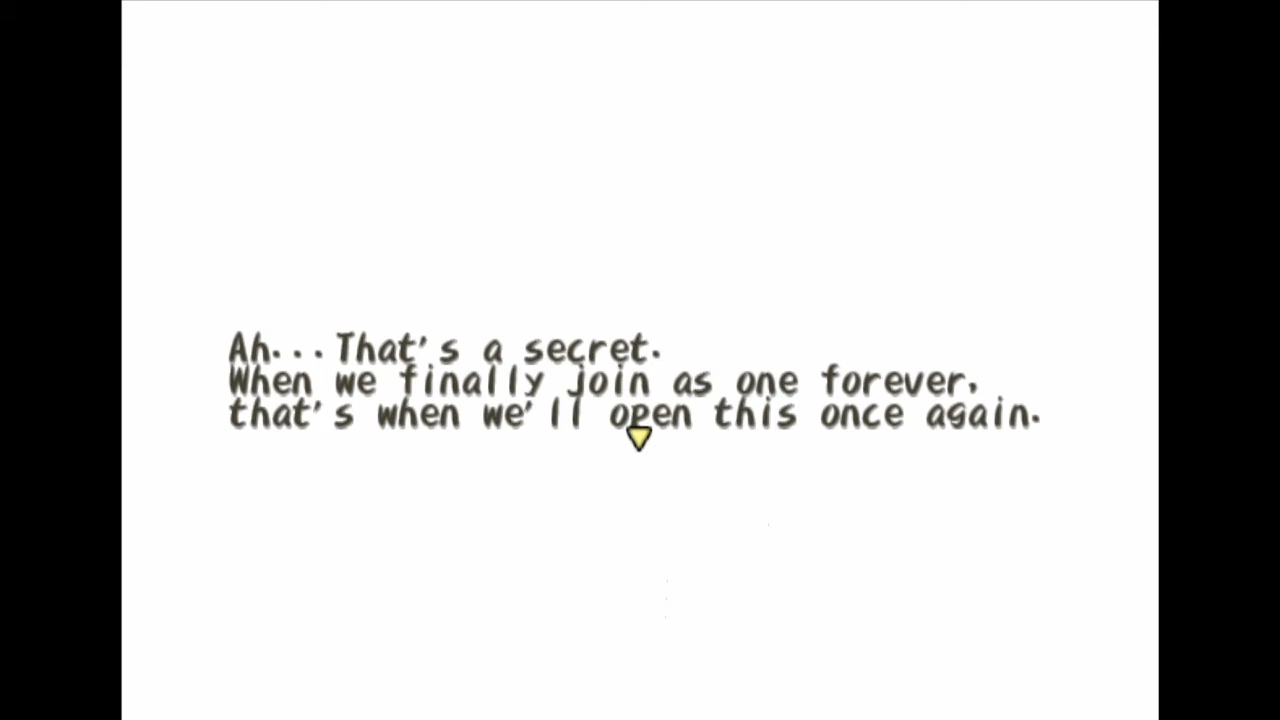 Ah...That's a secret.
When we finally join as one forever,
that's when we'll open this once again.